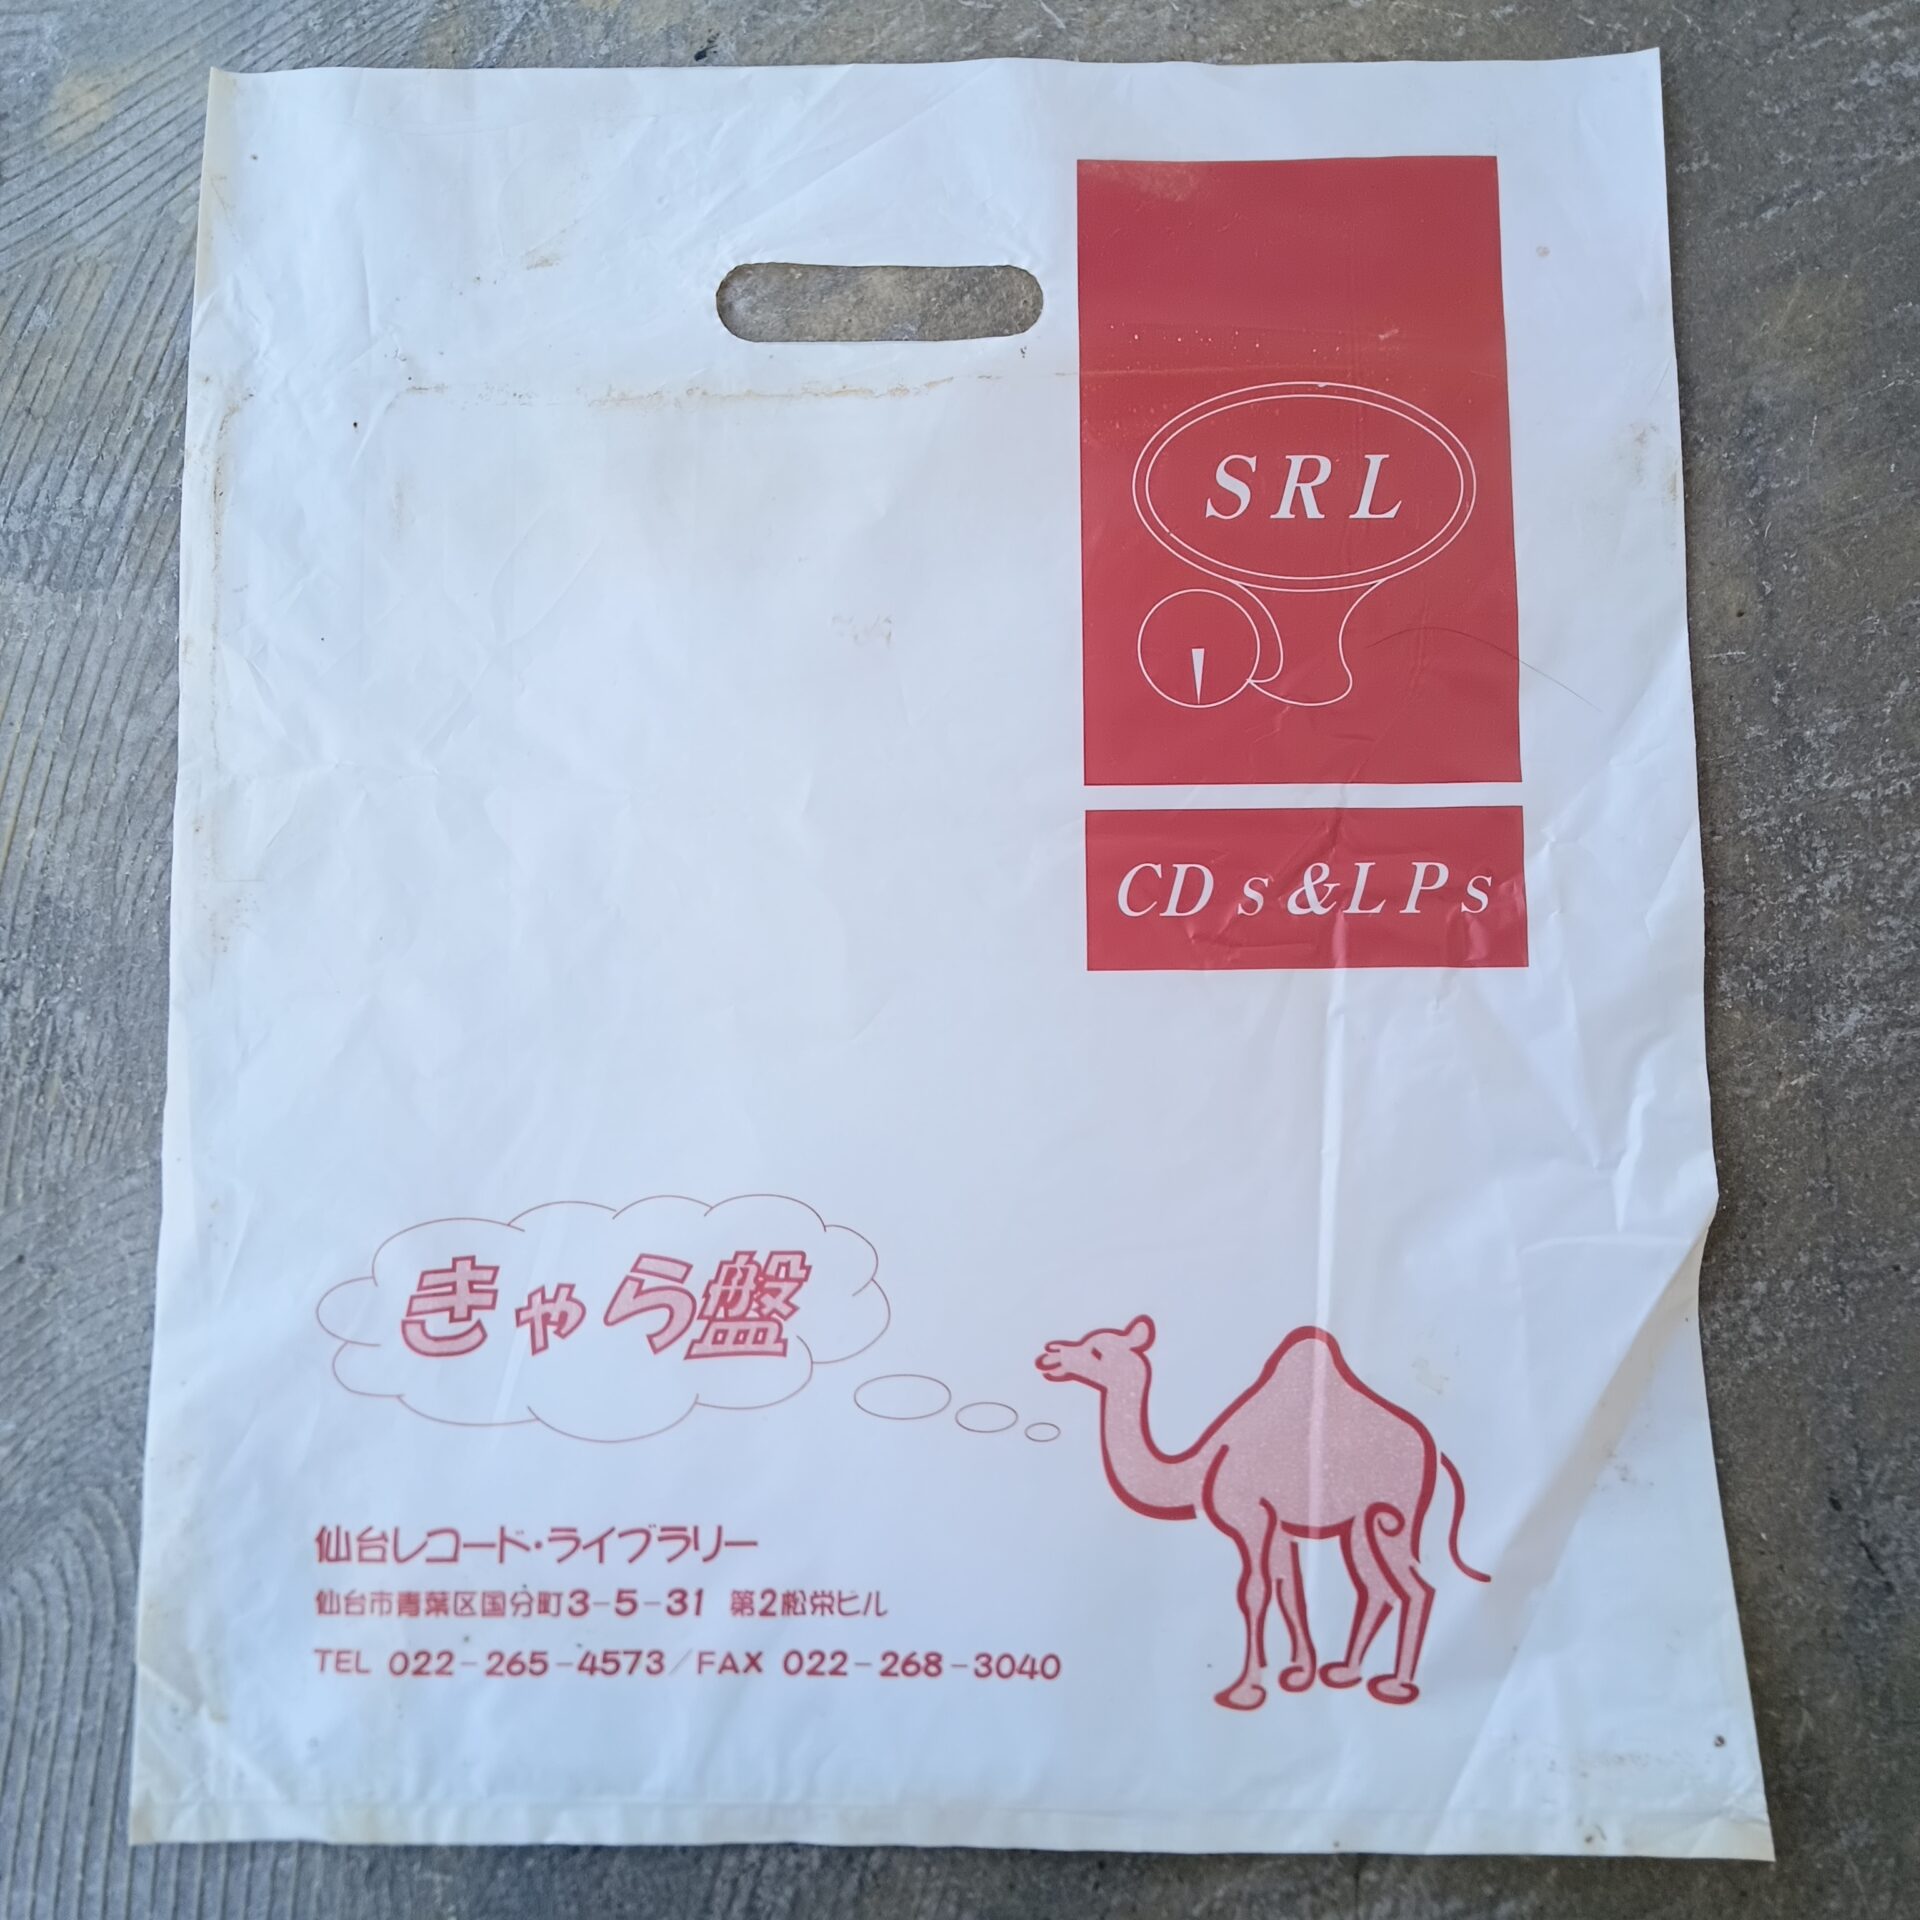 SRL
CDs&LPs
きゃら盤
仙台レコード・ライブラリー
仙台市青葉区国分町3-5-31 第2松栄ビル
TEL 022-265-4573/FAX 022-268-3040